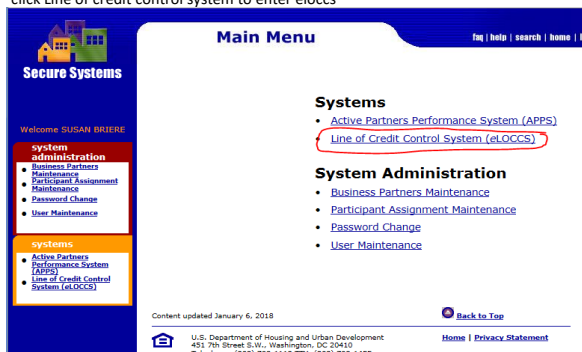 click Line of credit control system to enter eloccs
Main Menu
faq | help | search | home |
Secure Systems
Welcome SUSAN BRIERE
system
administration
Business Partners
Maintenance
Participant Assignment
Maintenance
Password Change
User Maintenance
systems
Active Partners
Performance System
(APPS)
Line of Credit Control
System (eLOCCS)
Systems
Active Partners Performance System (APPS)
Line of Credit Control System (eLOCCS)
System Administration
Business Partners Maintenance
Participant Assignment Maintenance
Password Change
User Maintenance
Content updated January 6, 2018
Back to Top
U.S. Department of Housing and Urban Development
451 7th Street S.W., Washington, DC 20410
Home | Privacy Statement